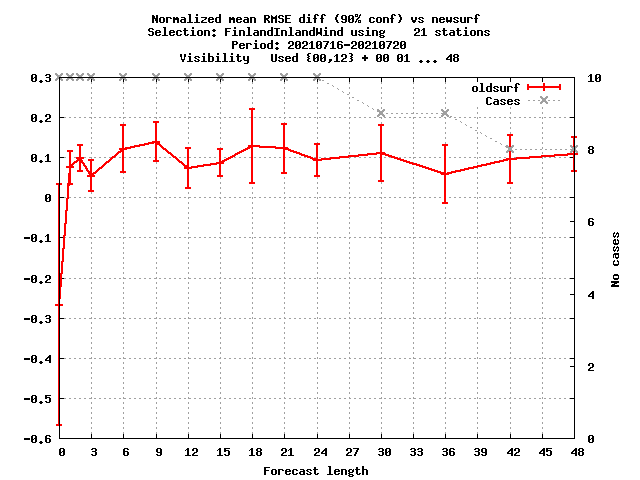 Normalized mean RMSE diff (90% conf) vs newsurf
Selection: FinlandInlandWind using    21 stations
Period: 20210716-20210720
Visibility   Used {00,12} + 00 01 ... 48
0.3
0.2
0.1
0
-0.1
-0.2
-0.3
-0.4
-0.5
-0.6
oldsurf
Cases
10
8
6
4
2
0
No cases
0 3 6 9 12 15 18 21 24 27 30 33 36 39 42 45 48
Forecast length